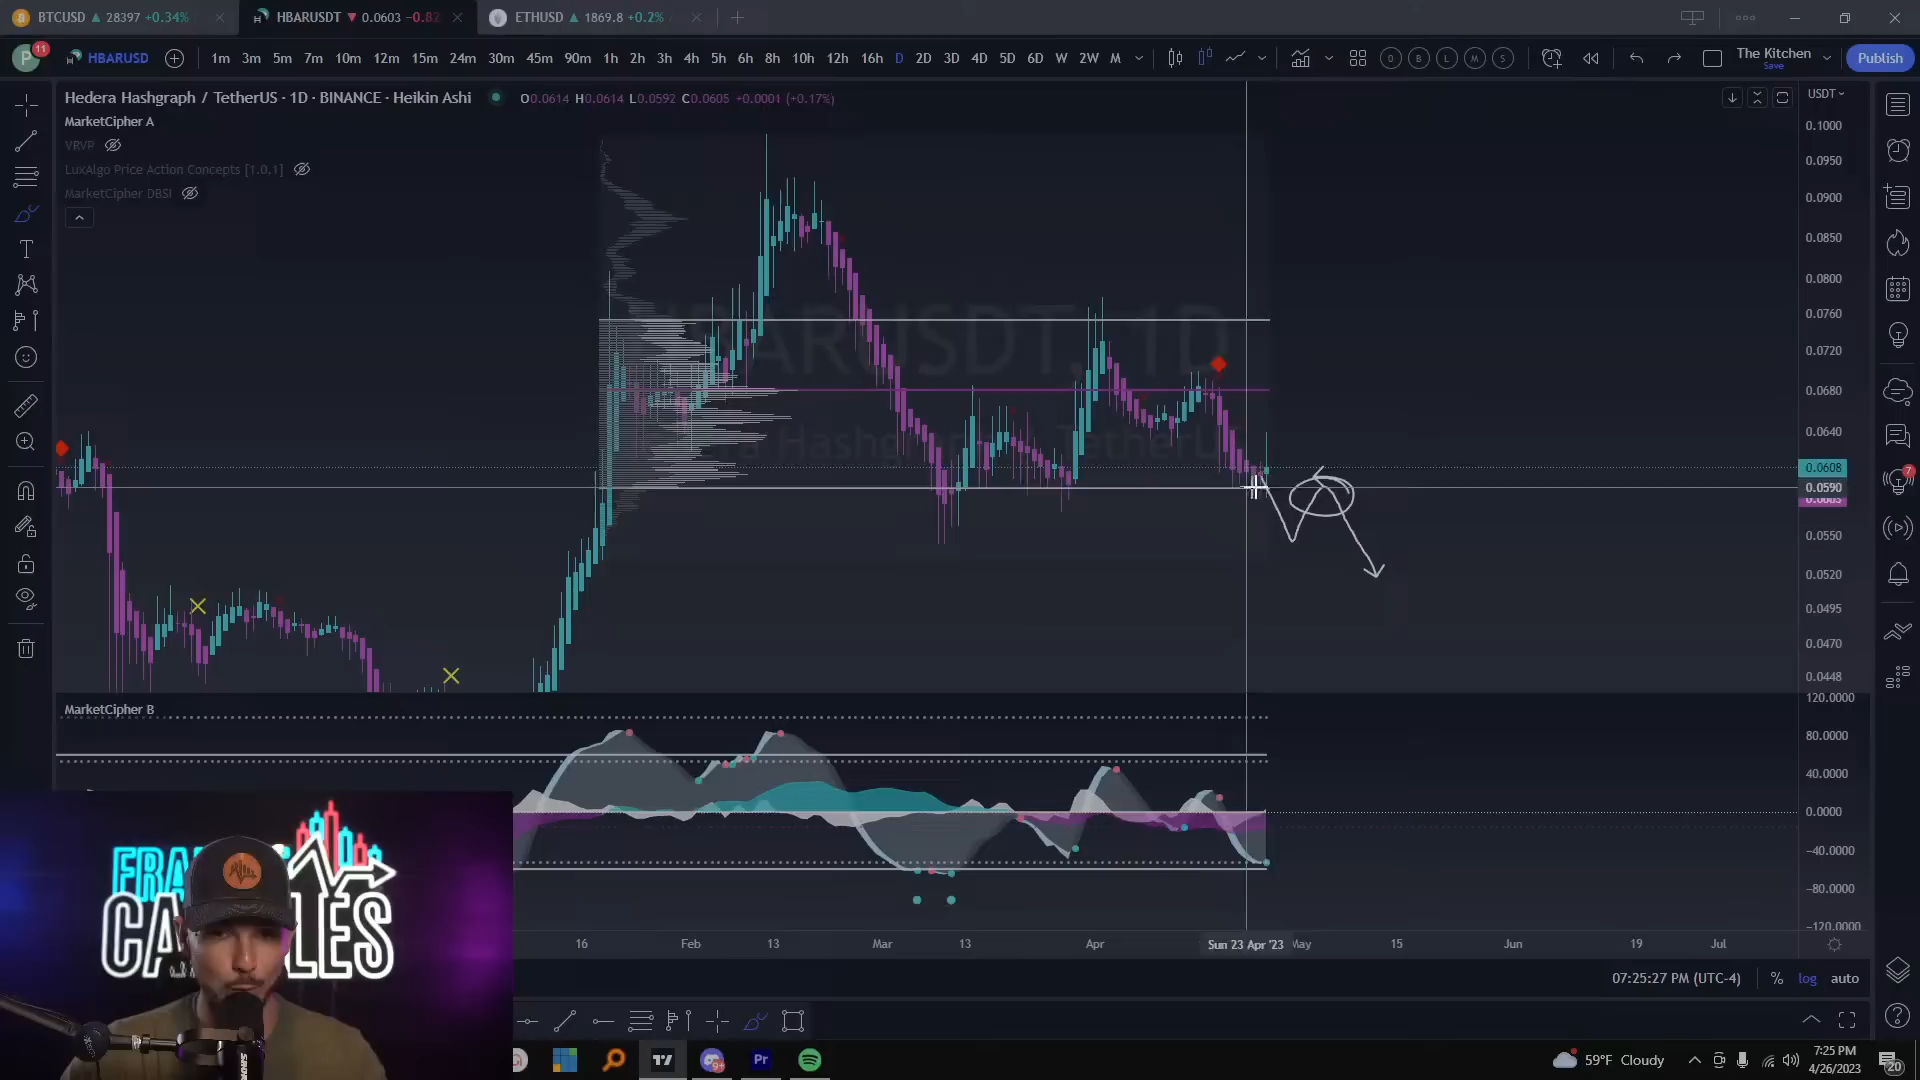 BTCUSD ▲ 28397 +0.34%
HBARUSDT ▼ 0.0603 −0.82
ETHUSD ▲ 1869.8 +0.2%
P 11 HBARUSD 1m 3m 5m 7m 10m 12m 15m 24m 30m 45m 90m 1h 2h 3h 4h 5h 6h 8h 10h 12h 16h D 2D 3D 4D 5D 6D W 2W M
The Kitchen
Save
Publish
Hedera Hashgraph / TetherUS · 1D · BINANCE · Heikin Ashi
O0.0614 H0.0614 L0.0592 C0.0605 +0.0001 (+0.17%)
USDT
MarketCipher A
VRVP
LuxAlgo Price Action Concepts [1.0.1]
MarketCipher DBSI
0.1000
0.0950
0.0900
0.0850
0.0800
0.0760
0.0720
0.0680
0.0640
0.0608
0.0590
0.0550
0.0520
0.0495
0.0470
0.0448
BARUSDT, 1D
Hashgraph / TetherUS
MarketCipher B
120.0000
80.0000
40.0000
0.0000
−40.0000
−80.0000
−120.0000
16 Feb 13 Mar 13 Apr Sun 23 Apr '23 May 15 Jun 19 Jul
07:25:27 PM (UTC-4) % log auto
59°F Cloudy
7:25 PM
4/26/2023
20